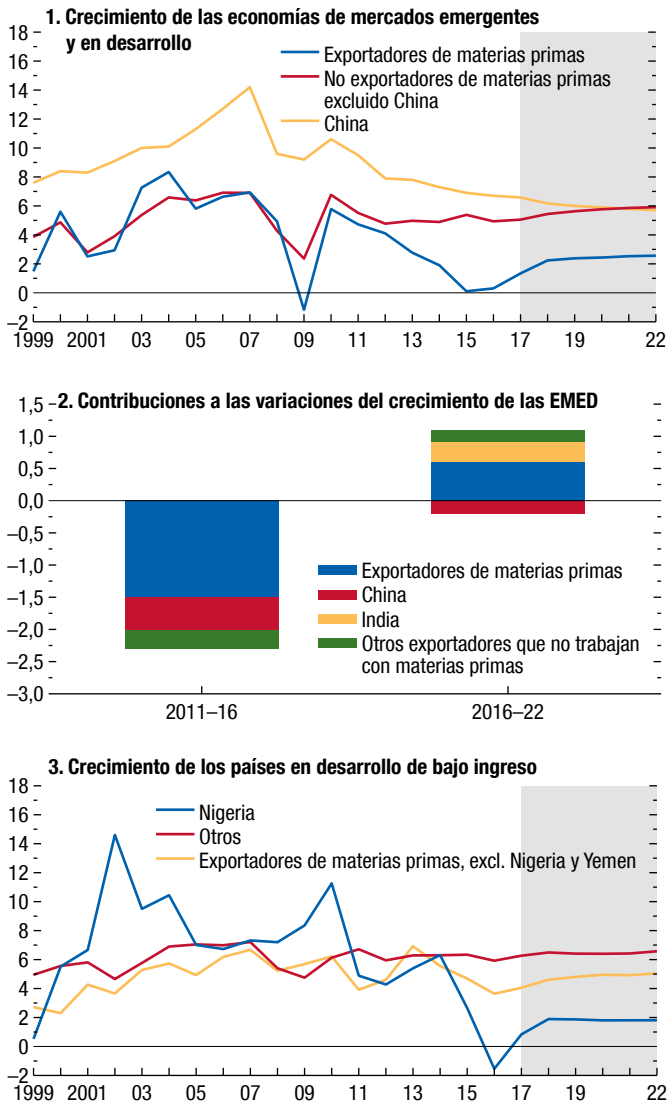 1. Crecimiento de las economías de mercados emergentes
y en desarrollo
18
16
14
12
10
8
6
4
2
0
–2
Exportadores de materias primas
No exportadores de materias primas
excluido China
China
1999 2001 03 05 07 09 11 13 15 17 19 22
2. Contribuciones a las variaciones del crecimiento de las EMED
1,5
1,0
0,5
0,0
–0,5
–1,0
–1,5
–2,0
–2,5
–3,0
Exportadores de materias primas
China
India
Otros exportadores que no trabajan
con materias primas
2011–16 2016–22
3. Crecimiento de los países en desarrollo de bajo ingreso
18
16
14
12
10
8
6
4
2
0
–2
Nigeria
Otros
Exportadores de materias primas, excl. Nigeria y Yemen
1999 2001 03 05 07 09 11 13 15 17 19 22